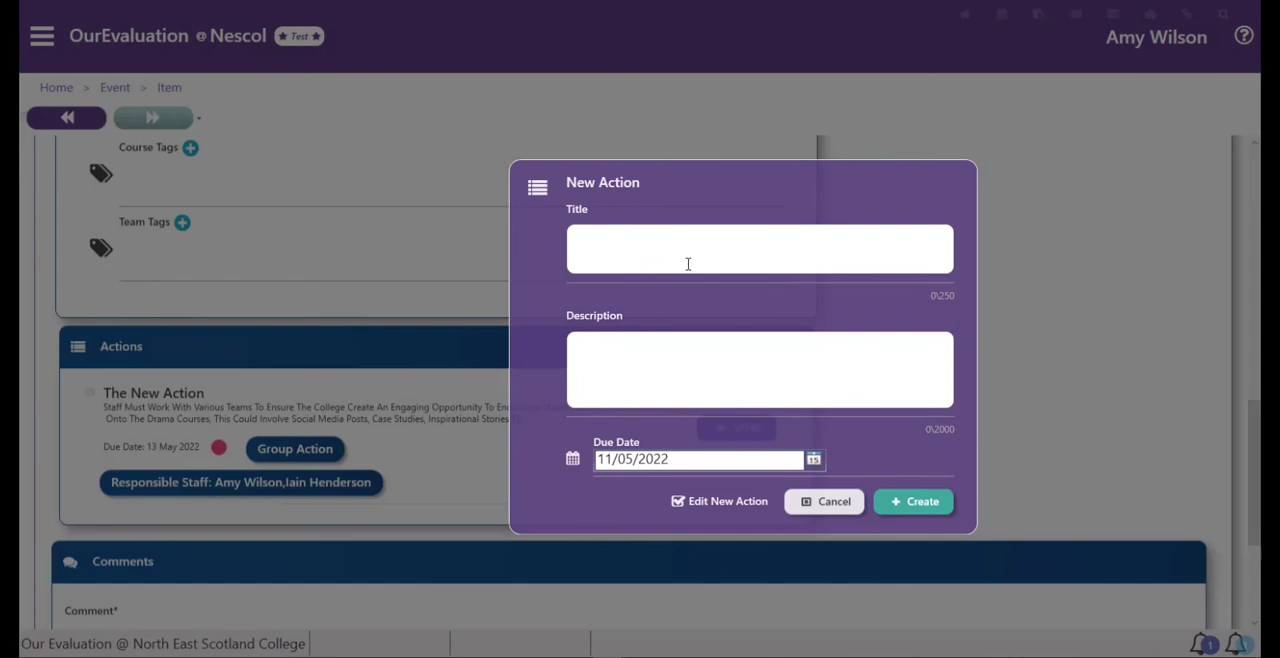 OurEvaluation @ Nescol ★ Test ★
Amy Wilson
Home > Event > Item
Course Tags
Team Tags
New Action
Title
0\250
Description
0\2000
Due Date
11/05/2022
15
Edit New Action
Cancel
+ Create
Actions
The New Action
Staff Must Work With Various Teams To Ensure The College Create An Engaging Opportunity To
Onto The Drama Courses, This Could Involve Social Media Posts, Case Studies, Inspirational Stories
Due Date: 13 May 2022
Group Action
Responsible Staff: Amy Wilson,Iain Henderson
Comments
Comment*
Our Evaluation @ North East Scotland College
1